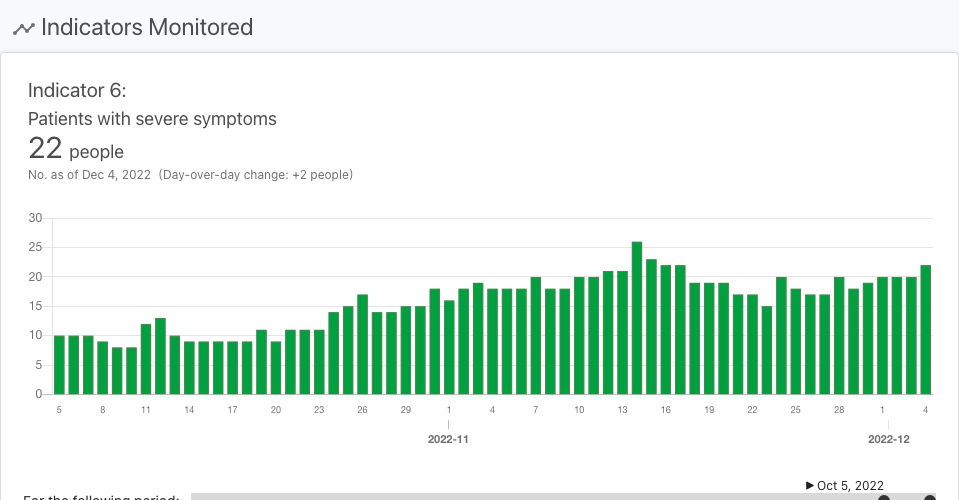 Indicators Monitored
Indicator 6:
Patients with severe symptoms
22 people
No. as of Dec 4, 2022 (Day-over-day change: +2 people)
30
25
20
15
10
5
0
5 8 11 14 17 20 23 26 29 1 4 7 10 13 16 19 22 25 28 1 4
2022-11 2022-12
▶ Oct 5, 2022
For the following period: